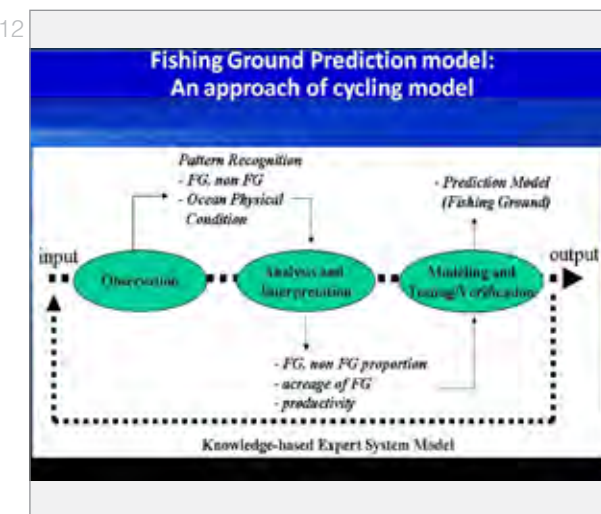 12
Fishing Ground Prediction model:
An approach of cycling model
Pattern Recognition
- FG, non FG
- Ocean Physical
Condition
- Prediction Model
(Fishing Ground)
input
output
Observation
Analysis and
Interpretation
Modeling and
Tuning/Verification
- FG, non FG proportion
- acreage of FG
- productivity
Knowledge-based Expert System Model